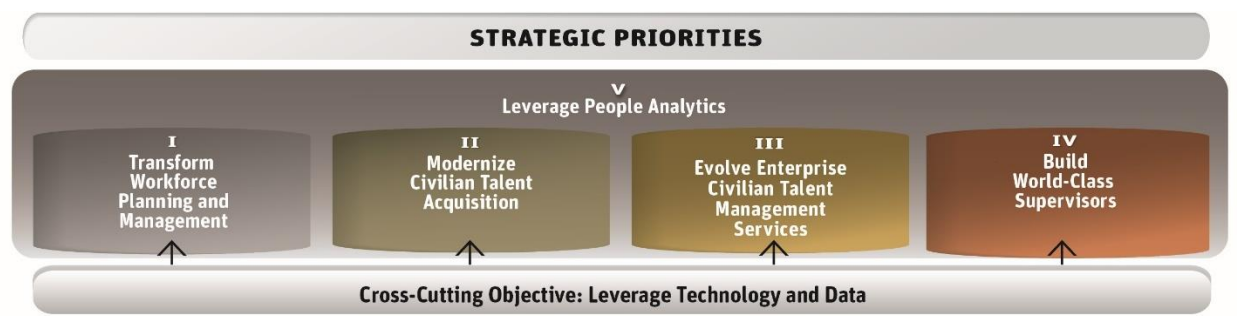 STRATEGIC PRIORITIES
V
Leverage People Analytics
I
Transform
Workforce
Planning and
Management
II
Modernize
Civilian Talent
Acquisition
III
Evolve Enterprise
Civilian Talent
Management
Services
IV
Build
World-Class
Supervisors
Cross-Cutting Objective: Leverage Technology and Data